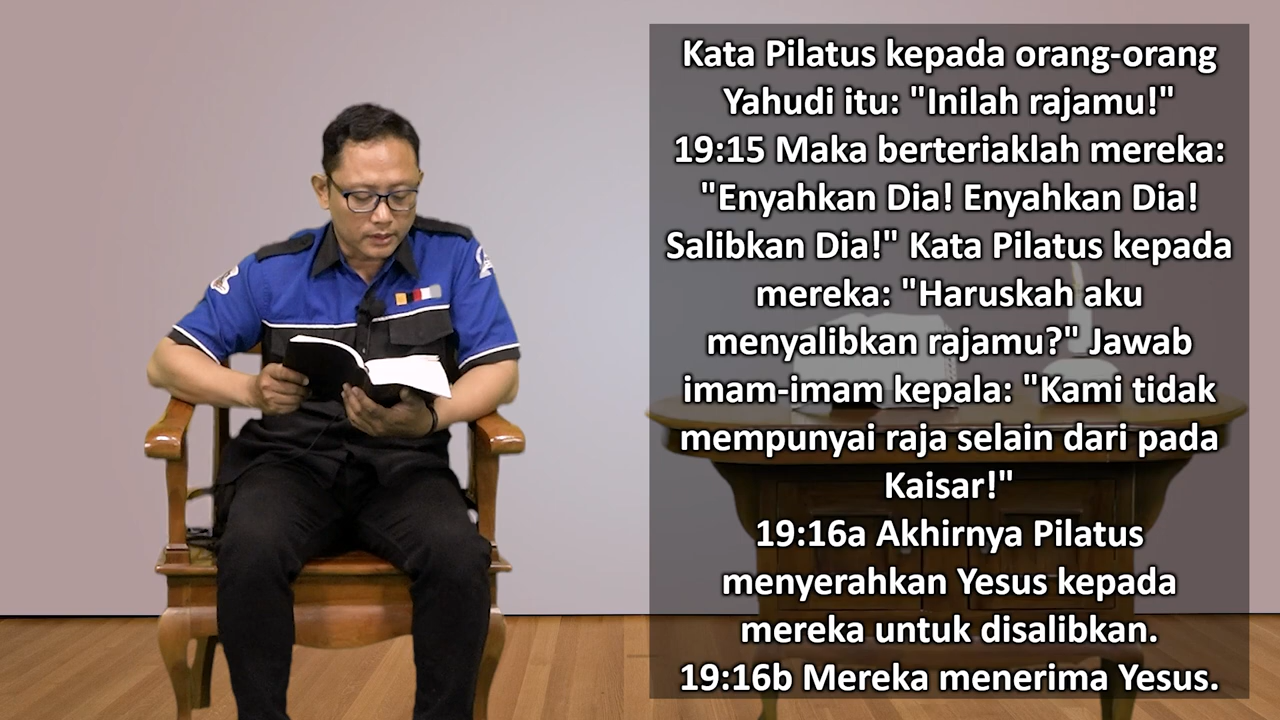 Kata Pilatus kepada orang-orang
Yahudi itu: "Inilah rajamu!"
19:15 Maka berteriaklah mereka:
"Enyahkan Dia! Enyahkan Dia!
Salibkan Dia!" Kata Pilatus kepada
mereka: "Haruskah aku
menyalibkan rajamu?" Jawab
imam-imam kepala: "Kami tidak
mempunyai raja selain dari pada
Kaisar!"
19:16a Akhirnya Pilatus
menyerahkan Yesus kepada
mereka untuk disalibkan.
19:16b Mereka menerima Yesus.